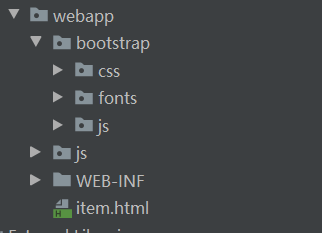 webapp
bootstrap
css
fonts
js
js
WEB-INF
item.html